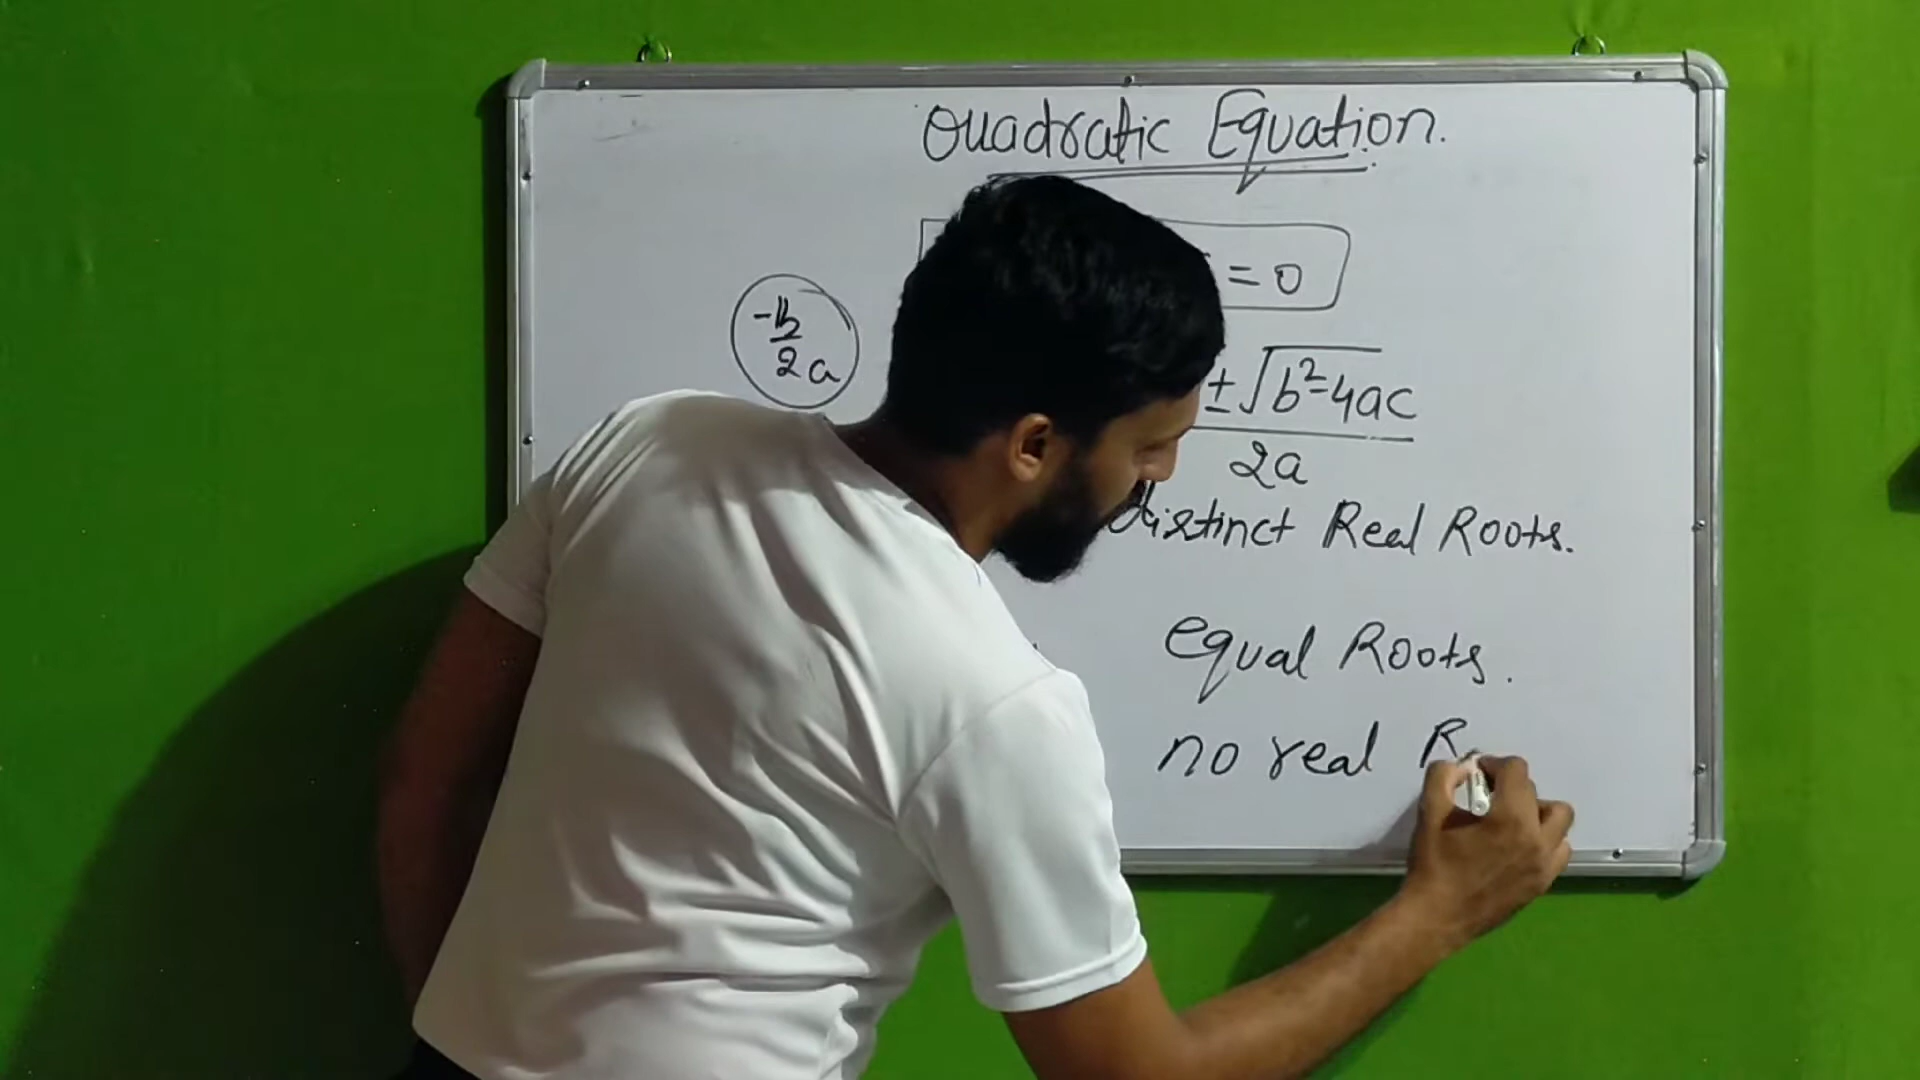 Quadratic Equation.
= 0
-b
2a
± √b²-4ac
2a
distinct Real Roots.
equal Roots.
no real R